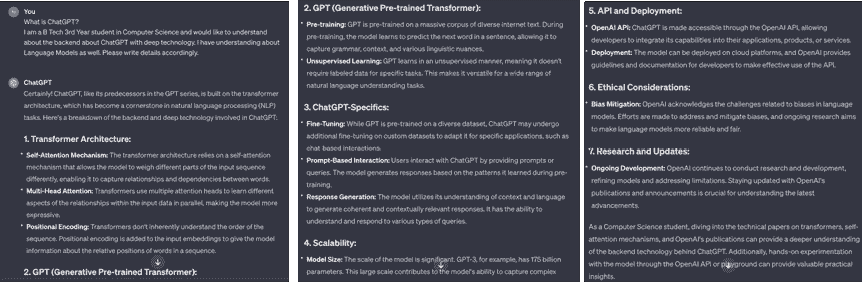 You
What is ChatGPT?
I am a B Tech 3rd Year student in Computer Science and would like to understand
about the backend about ChatGPT with deep technology. I have understanding about
Language Models as well. Please write details accordingly.
ChatGPT
Certainly! ChatGPT, like its predecessors in the GPT series, is built on the transformer
architecture, which has become a cornerstone in natural language processing (NLP)
tasks. Here's a breakdown of the backend and deep technology involved in ChatGPT:
1. Transformer Architecture:
• Self-Attention Mechanism: The transformer architecture relies on a self-attention
mechanism that allows the model to weigh different parts of the input sequence
differently, enabling it to capture relationships and dependencies between words.
• Multi-Head Attention: Transformers use multiple attention heads to learn different
aspects of the relationships within the input data in parallel, making the model more
expressive.
• Positional Encoding: Transformers don't inherently understand the order of the
sequence. Positional encoding is added to the input embeddings to give the model
information about the relative positions of words in a sequence.
2. GPT (Generative Pre-trained Transformer):
2. GPT (Generative Pre-trained Transformer):
• Pre-training: GPT is pre-trained on a massive corpus of diverse internet text. During
pre-training, the model learns to predict the next word in a sentence, allowing it to
capture grammar, context, and various linguistic nuances.
• Unsupervised Learning: GPT learns in an unsupervised manner, meaning it doesn't
require labeled data for specific tasks. This makes it versatile for a wide range of
natural language understanding tasks.
3. ChatGPT-Specifics:
• Fine-Tuning: While GPT is pre-trained on a diverse dataset, ChatGPT may undergo
additional fine-tuning on custom datasets to adapt it for specific applications, such as
chat based interactions.
• Prompt-Based Interaction: Users interact with ChatGPT by providing prompts or
queries. The model generates responses based on the patterns it learned during pre-
training.
• Response Generation: The model utilizes its understanding of context and language
to generate coherent and contextually relevant responses. It has the ability to
understand and respond to various types of queries.
4. Scalability:
• Model Size: The scale of the model is significant. GPT-3, for example, has 175 billion
parameters. This large scale contributes to the model's ability to capture complex
5. API and Deployment:
• OpenAI API: ChatGPT is made accessible through the OpenAI API, allowing
developers to integrate its capabilities into their applications, products, or services.
• Deployment: The model can be deployed on cloud platforms, and OpenAI provides
guidelines and documentation for developers to make effective use of the API.
6. Ethical Considerations:
• Bias Mitigation: OpenAI acknowledges the challenges related to biases in language
models. Efforts are made to address and mitigate biases, and ongoing research aims
to make language models more reliable and fair.
7. Research and Updates:
• Ongoing Development: OpenAI continues to conduct research and development,
refining models and addressing limitations. Staying updated with OpenAI's
publications and announcements is crucial for understanding the latest
advancements.
As a Computer Science student, diving into the technical papers on transformers, self-
attention mechanisms, and OpenAI's publications can provide a deeper understanding
of the backend technology behind ChatGPT. Additionally, hands-on experimentation
with the model through the OpenAI API or playground can provide valuable practical
insights.